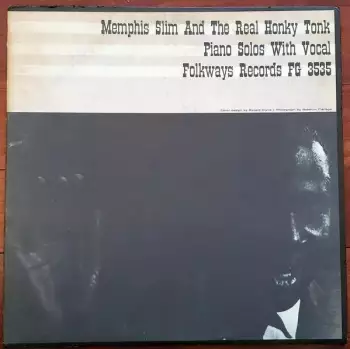 Memphis Slim And The Real Honky Tonk
Piano Solos With Vocal
Folkways Records FG 3535